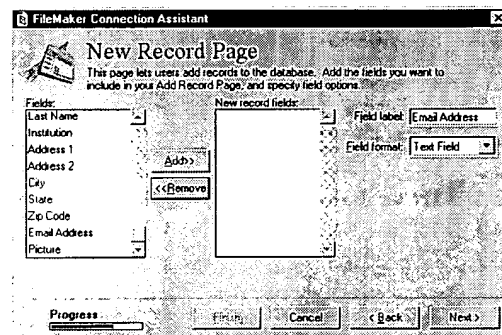 FileMaker Connection Assistant
New Record Page
This page lets users add records to the database. Add the fields you want to
include in your Add Record Page, and specify field options.
Fields:
Last Name
Institution
Address 1
Address 2
City
State
Zip Code
Email Address
Picture
Add>>
<<Remove
New record fields:
Field label: Email Address
Field format: Text Field
Progress
Finish
Cancel
< Back
Next >